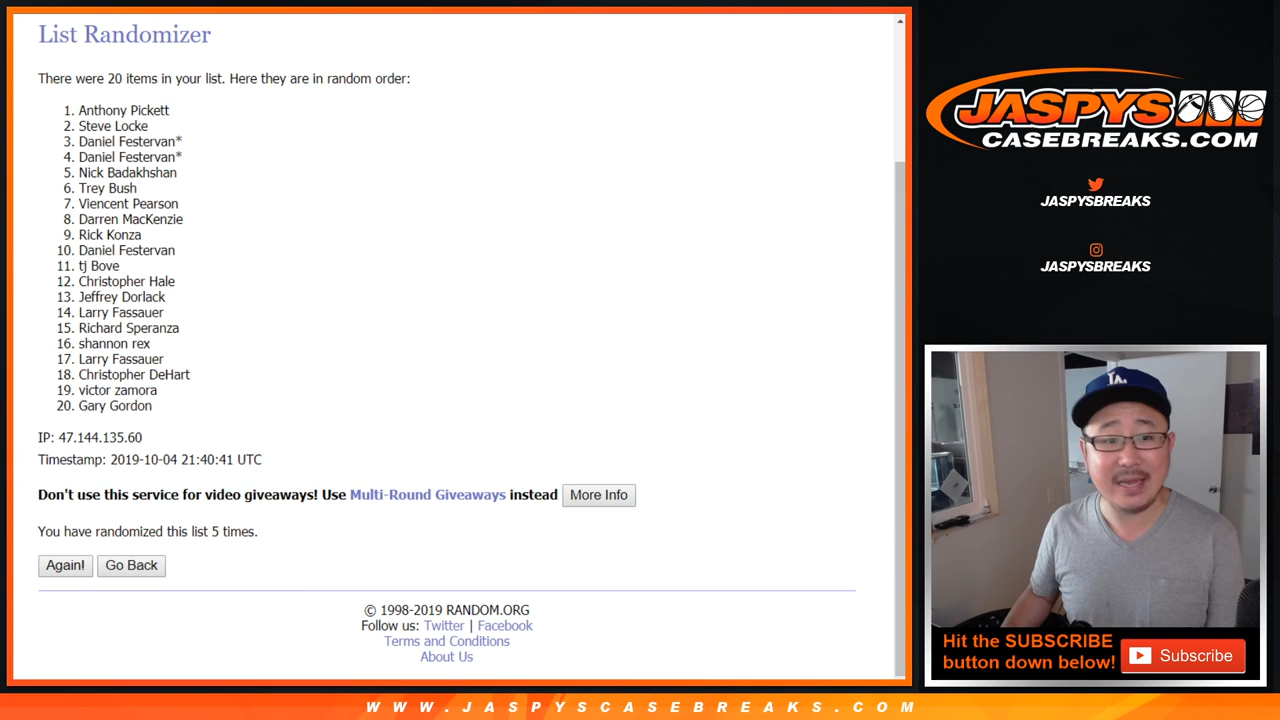 List Randomizer
There were 20 items in your list. Here they are in random order:
1. Anthony Pickett
2. Steve Locke
3. Daniel Festervan*
4. Daniel Festervan*
5. Nick Badakhshan
6. Trey Bush
7. Viencent Pearson
8. Darren MacKenzie
9. Rick Konza
10. Daniel Festervan
11. tj Bove
12. Christopher Hale
13. Jeffrey Dorlack
14. Larry Fassauer
15. Richard Speranza
16. shannon rex
17. Larry Fassauer
18. Christopher DeHart
19. victor zamora
20. Gary Gordon
IP: 47.144.135.60
Timestamp: 2019-10-04 21:40:41 UTC
Don't use this service for video giveaways! Use Multi-Round Giveaways instead More Info
You have randomized this list 5 times.
Again! Go Back
© 1998-2019 RANDOM.ORG
Follow us: Twitter | Facebook
Terms and Conditions
About Us
JASPYS
CASEBREAKS.COM
JASPYSBREAKS
JASPYSBREAKS
LA
Hit the SUBSCRIBE
button down below!
Subscribe
WWW.JASPYSCASEBREAKS.COM